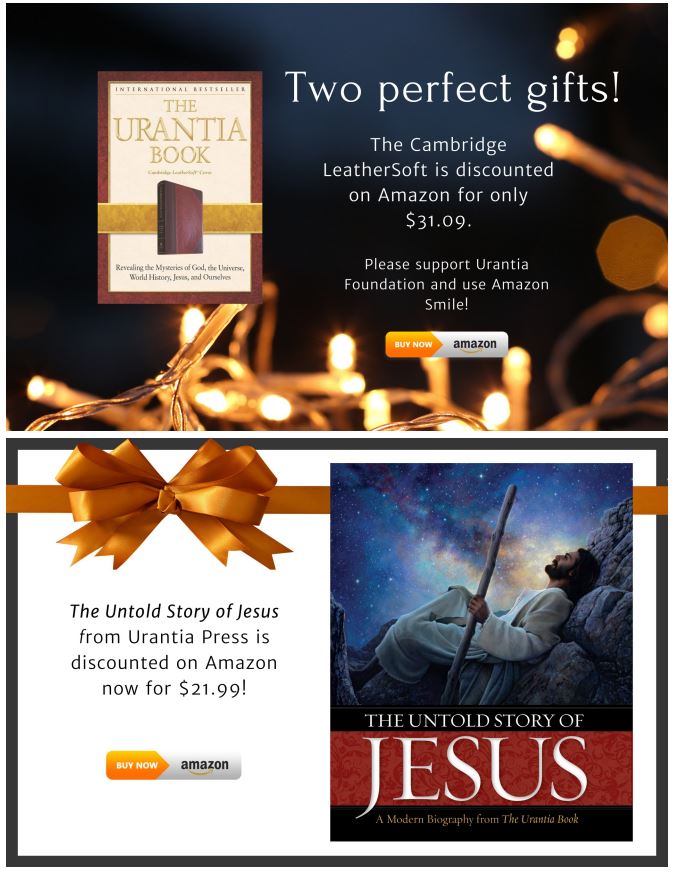 Two perfect gifts!
INTERNATIONAL BESTSELLER
THE
URANTIA
BOOK
Cambridge LeatherSoft™ Cover
Revealing the Mysteries of God, the Universe,
World History, Jesus, and Ourselves
The Cambridge
LeatherSoft is discounted
on Amazon for only
$31.09.
Please support Urantia
Foundation and use Amazon
Smile!
BUY NOW amazon
The Untold Story of Jesus
from Urantia Press is
discounted on Amazon
now for $21.99!
BUY NOW amazon
THE UNTOLD STORY OF
JESUS
A Modern Biography from The Urantia Book